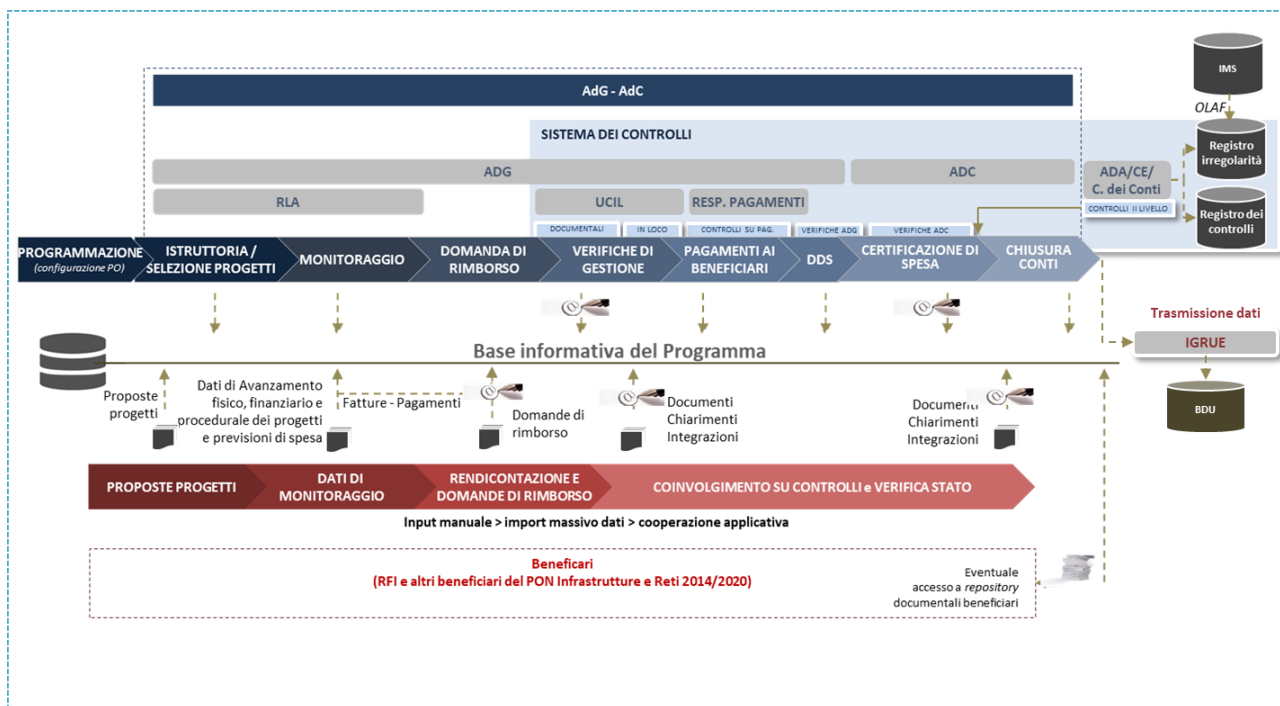 IMS
AdG - AdC
OLAF
SISTEMA DEI CONTROLLI
Registro
irregolarità
ADG
ADC
ADA/CE/
C. dei Conti
RLA
UCIL
RESP. PAGAMENTI
CONTROLLI II LIVELLO
Registro dei
controlli
DOCUMENTALI
IN LOCO
CONTROLLI SU PAG.
VERIFICHE ADG
VERIFICHE ADC
PROGRAMMAZIONE
(configurazione PO)
ISTRUTTORIA /
SELEZIONE PROGETTI
MONITORAGGIO
DOMANDA DI
RIMBORSO
VERIFICHE DI
GESTIONE
PAGAMENTI AI
BENEFICIARI
DDS
CERTIFICAZIONE DI
SPESA
CHIUSURA
CONTI
Trasmissione dati
IGRUE
BDU
Base informativa del Programma
Proposte
progetti
Dati di Avanzamento
fisico, finanziario e
procedurale dei progetti
e previsioni di spesa
Fatture - Pagamenti
Domande di
rimborso
Documenti
Chiarimenti
Integrazioni
Documenti
Chiarimenti
Integrazioni
PROPOSTE PROGETTI
DATI DI
MONITORAGGIO
RENDICONTAZIONE E
DOMANDE DI RIMBORSO
COINVOLGIMENTO SU CONTROLLI e VERIFICA STATO
Input manuale > import massivo dati > cooperazione applicativa
Beneficari
(RFI e altri beneficiari del PON Infrastrutture e Reti 2014/2020)
Eventuale
accesso a repository
documentali beneficiari